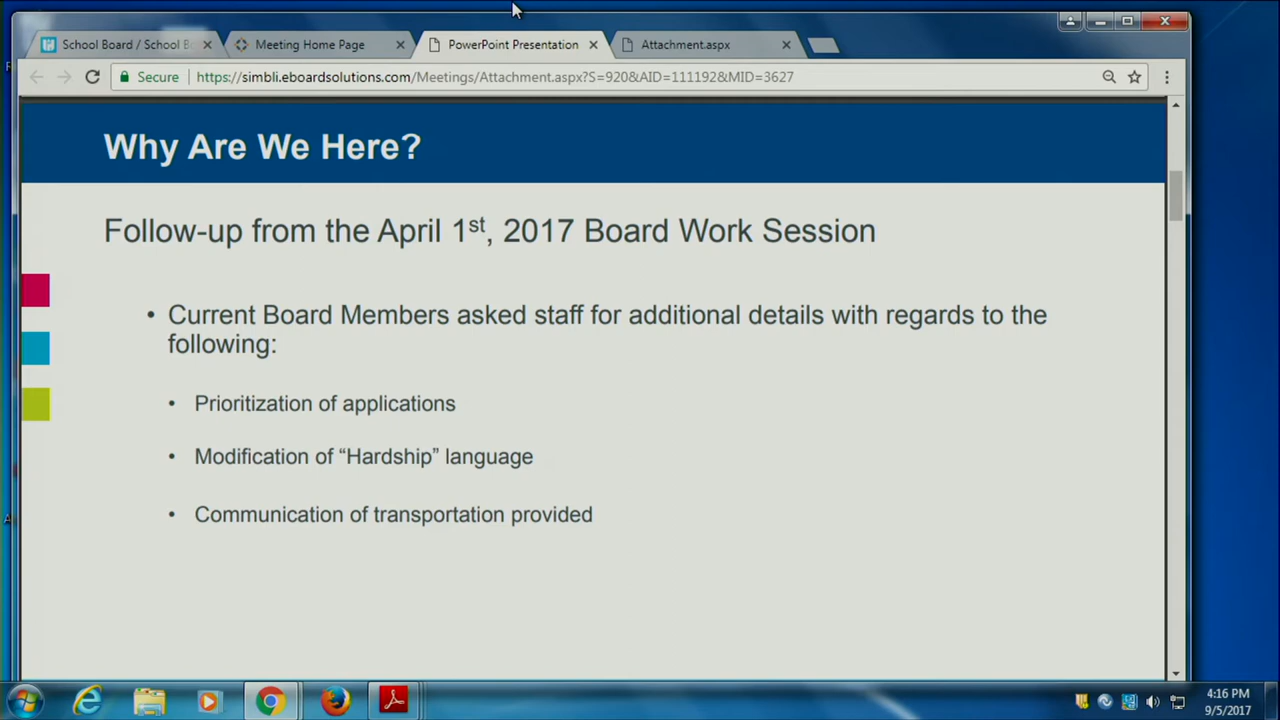 School Board / School B
Meeting Home Page
PowerPoint Presentation
Attachment.aspx
Secure
https://simbli.eboardsolutions.com/Meetings/Attachment.aspx?S=920&AID=111192&MID=3627
Why Are We Here?
Follow-up from the April 1st, 2017 Board Work Session
• Current Board Members asked staff for additional details with regards to the
following:
• Prioritization of applications
• Modification of “Hardship” language
• Communication of transportation provided
4:16 PM
9/5/2017